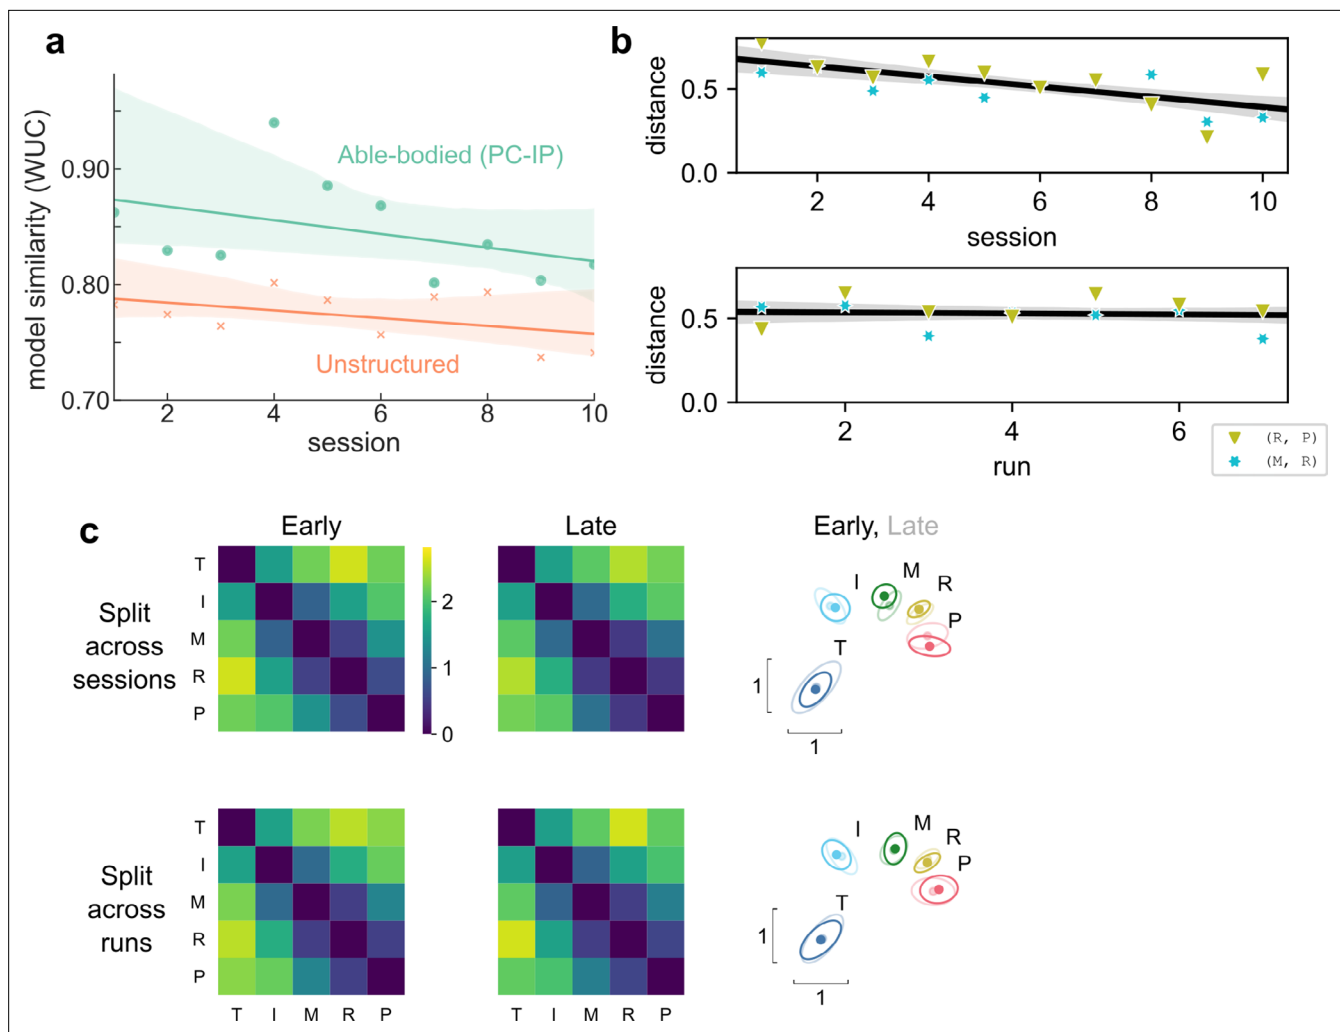 a
model similarity (WUC)
0.90
0.80
0.70
Able-bodied (PC-IP)
Unstructured
2
4
6
8
10
session
b
distance
0.5
0.0
2
4
6
8
10
session
distance
0.5
0.0
2
4
6
run
(R, P)
(M, R)
c
Early
Late
Early, Late
Split
across
sessions
T
I
M
R
P
2
1
0
I
M
R
P
T
1
1
Split
across
runs
T
I
M
R
P
T I M R P
T I M R P
I
M
R
P
T
1
1